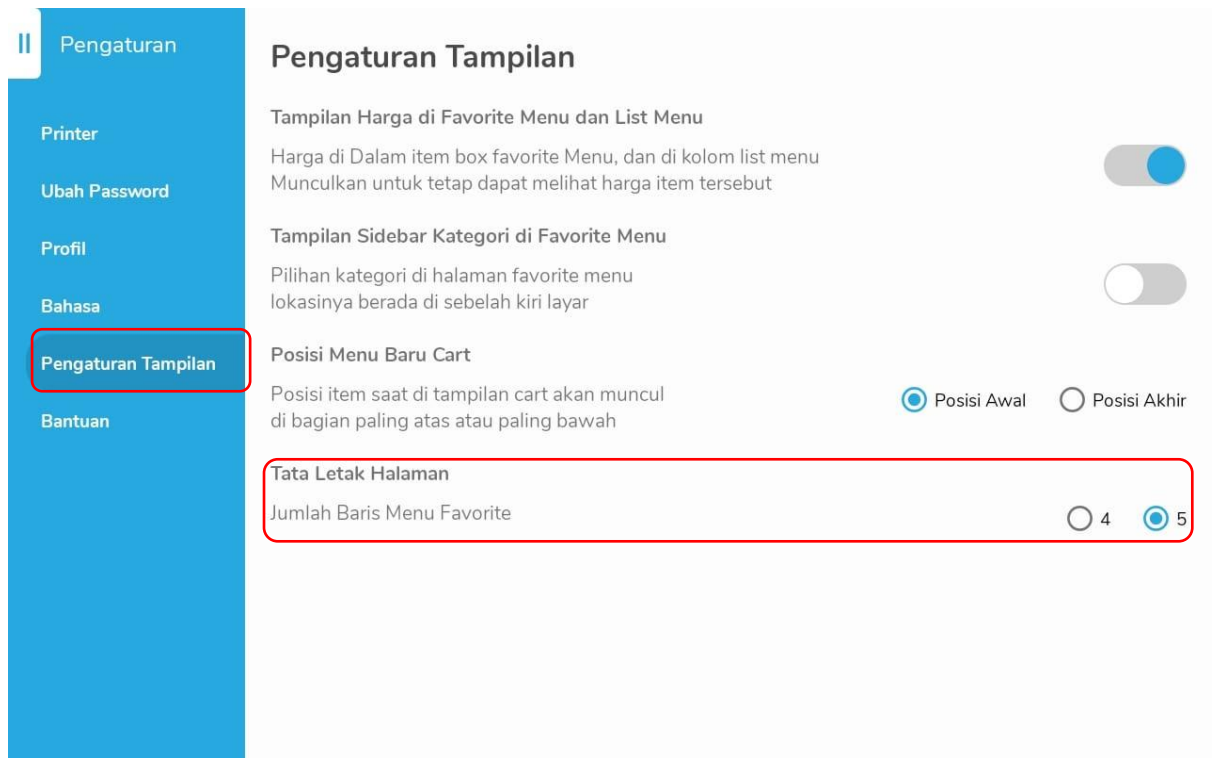 Pengaturan
Printer
Ubah Password
Profil
Bahasa
Pengaturan Tampilan
Bantuan
Pengaturan Tampilan
Tampilan Harga di Favorite Menu dan List Menu
Harga di Dalam item box favorite Menu, dan di kolom list menu
Munculkan untuk tetap dapat melihat harga item tersebut
Tampilan Sidebar Kategori di Favorite Menu
Pilihan kategori di halaman favorite menu
lokasinya berada di sebelah kiri layar
Posisi Menu Baru Cart
Posisi item saat di tampilan cart akan muncul
di bagian paling atas atau paling bawah
Posisi Awal
Posisi Akhir
Tata Letak Halaman
Jumlah Baris Menu Favorite
4
5